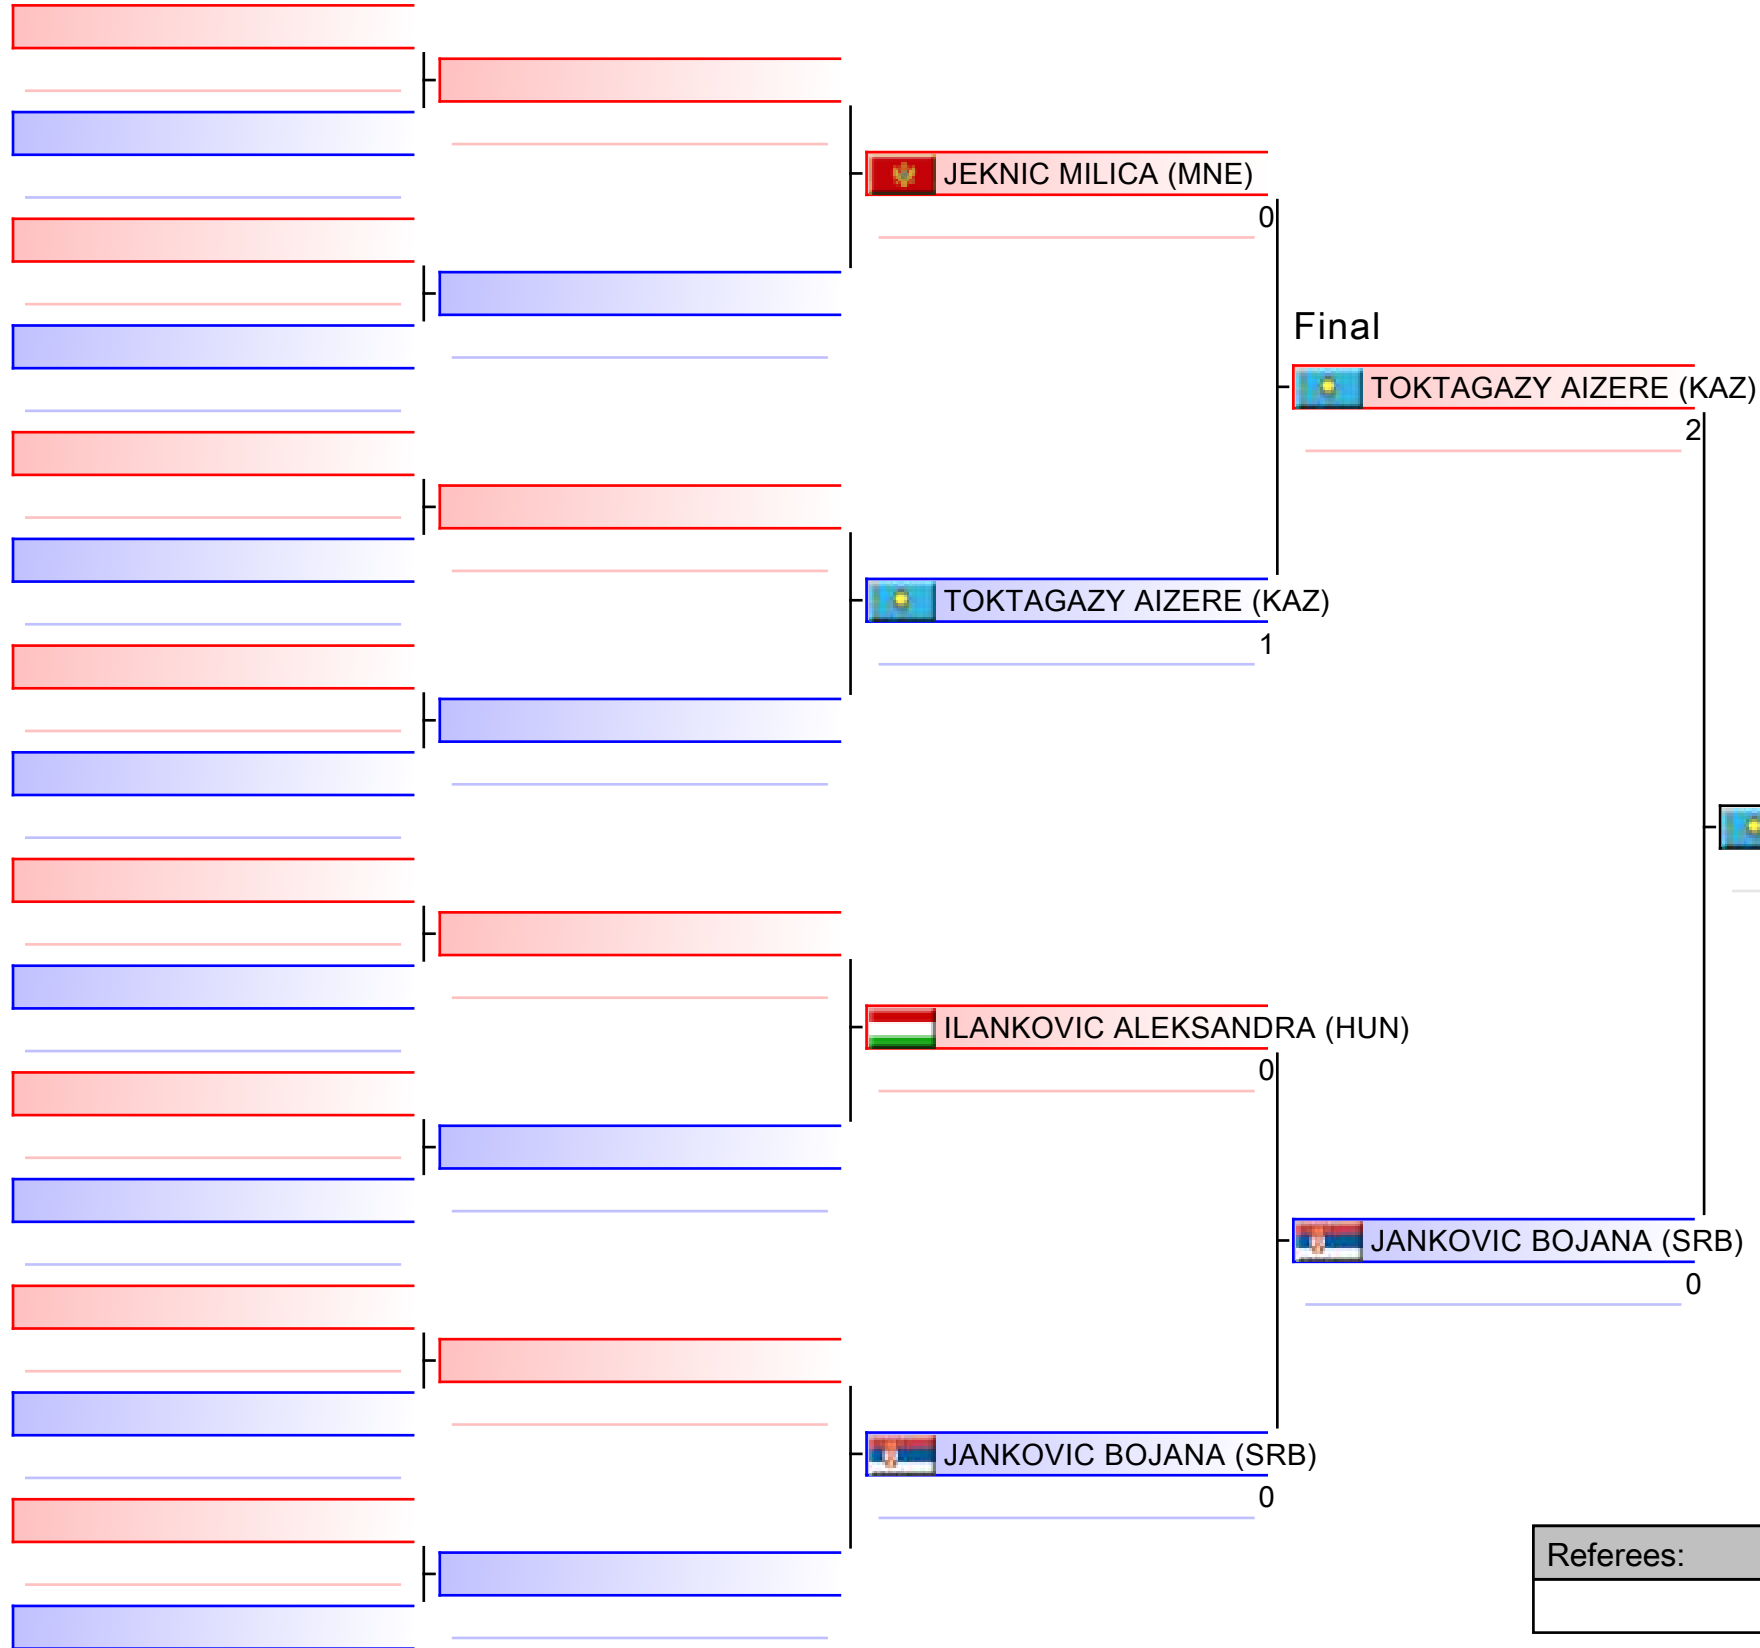 JEKNIC MILICA (MNE)
0
Final
TOKTAGAZY AIZERE (KAZ)
2
TOKTAGAZY AIZERE (KAZ)
1
ILANKOVIC ALEKSANDRA (HUN)
0
JANKOVIC BOJANA (SRB)
0
JANKOVIC BOJANA (SRB)
0
Referees: